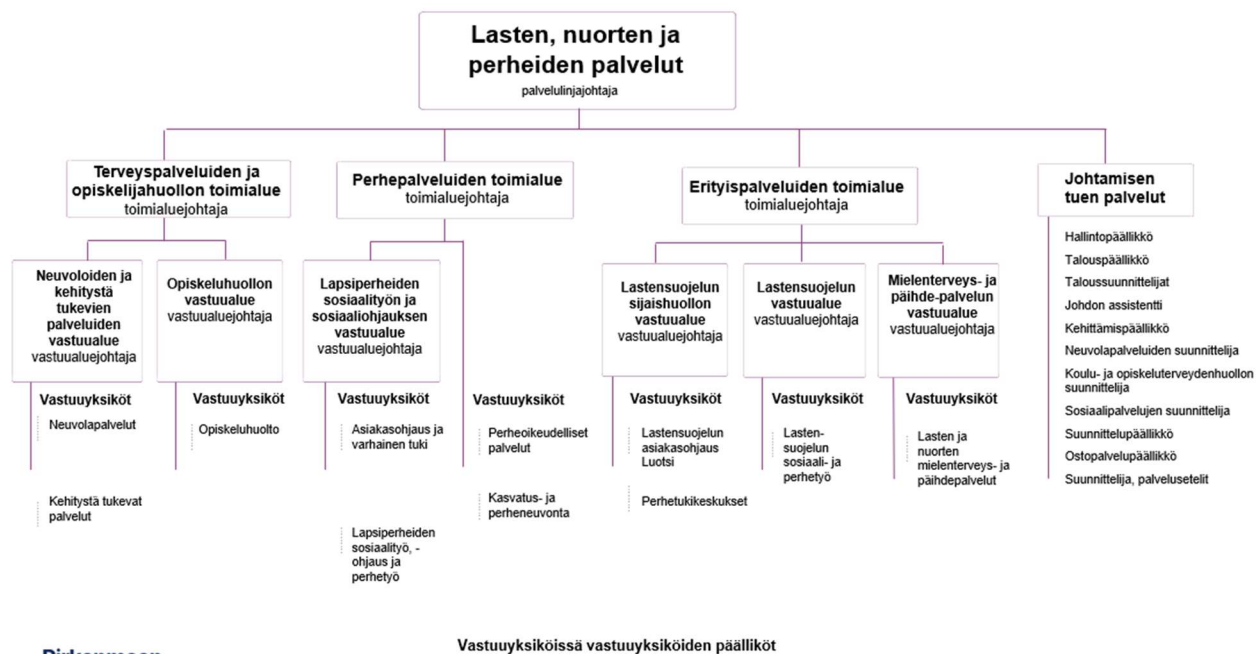 Lasten, nuorten ja
perheiden palvelut
palvelulinjajohtaja
Terveyspalveluiden ja
opiskelijahuollon toimialue
toimialuejohtaja
Perhepalveluiden toimialue
toimialuejohtaja
Erityispalveluiden toimialue
toimialuejohtaja
Johtamisen
tuen palvelut
Neuvoloiden ja
kehitystä
tukevien
palveluiden
vastuualue
vastuualuejohtaja
Opiskeluhuollon
vastuualue
vastuualuejohtaja
Lapsiperheiden
sosiaalityön ja
sosiaaliohjauksen
vastuualue
vastuualuejohtaja
Lastensuojelun
sijaishuollon
vastuualue
vastuualuejohtaja
Lastensuojelun
vastuualue
vastuualuejohtaja
Mielenterveys- ja
päihde-palvelun
vastuualue
vastuualuejohtaja
Vastuuyksiköt
Neuvolapalvelut
Kehitystä tukevat
palvelut
Vastuuyksiköt
Opiskeluhuolto
Vastuuyksiköt
Asiakasohjaus ja
varhainen tuki
Lapsiperheiden
sosiaalityö, -
ohjaus ja
perhetyö
Vastuuyksiköt
Perheoikeudelliset
palvelut
Kasvatus- ja
perheneuvonta
Vastuuyksiköt
Lastensuojelun
asiakasohjaus
Luotsi
Perhetukikeskukset
Vastuuyksiköt
Lasten-
suojelun
sosiaali- ja
perhetyö
Vastuuyksiköt
Lasten ja
nuorten
mielenterveys- ja
päihdepalvelut
Hallintopäällikkö
Talouspäällikkö
Taloussuunnittelijat
Johdon assistentti
Kehittämispäällikkö
Neuvolapalveluiden suunnittelija
Koulu- ja opiskeluterveydenhuollon
suunnittelija
Sosiaalipalvelujen suunnittelija
Suunnittelupäällikkö
Ostopalvelupäällikkö
Suunnittelija, palvelusetelit
Vastuuyksiköissä vastuuyksiköiden päälliköt